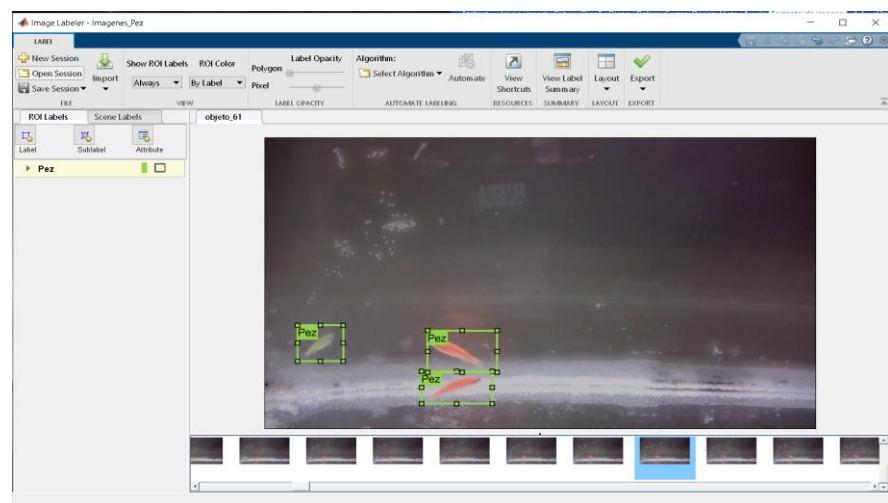 Image Labeler - Imagenes_Pez
LABEL
New Session
Open Session
Save Session
Import
FILE
Show ROI Labels
Always
ROI Color
By Label
VIEW
Label Opacity
Polygon
Pixel
LABEL OPACITY
Algorithm:
Select Algorithm
Automate
AUTOMATE LABELING
View Shortcuts
RESOURCES
View Label Summary
SUMMARY
Layout
LAYOUT
Export
EXPORT
ROI Labels
Scene Labels
objeto_61
Label
Sublabel
Attribute
Pez
Pez
Pez
Pez